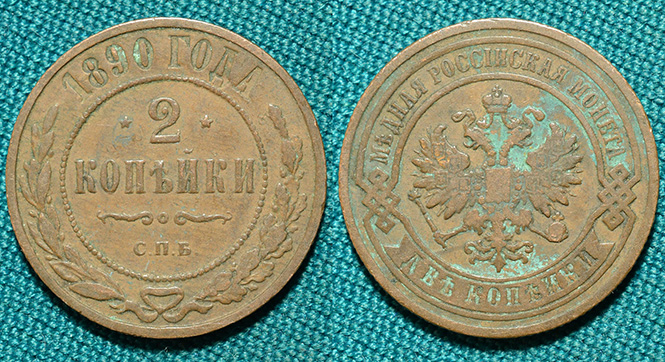 1890 ГОДА
2
КОПѢЙКИ
С.П.Б.
МѢДНАЯ РОССІЙСКАЯ МОНЕТА
ДВѢ КОПѢЙКИ